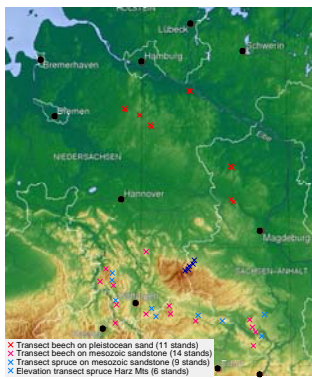 HOLSTEIN
Lübeck
Schwerin
Hamburg
Bremerhaven
Bremen
Elbe
NIEDERSACHSEN
Hannover
Magdeburg
SACHSEN-ANHALT
Transect beech on pleistocean sand (11 stands)
Transect beech on mesozoic sandstone (14 stands)
Transect spruce on mesozoic sandstone (9 stands)
Elevation transect spruce Harz Mts (6 stands)